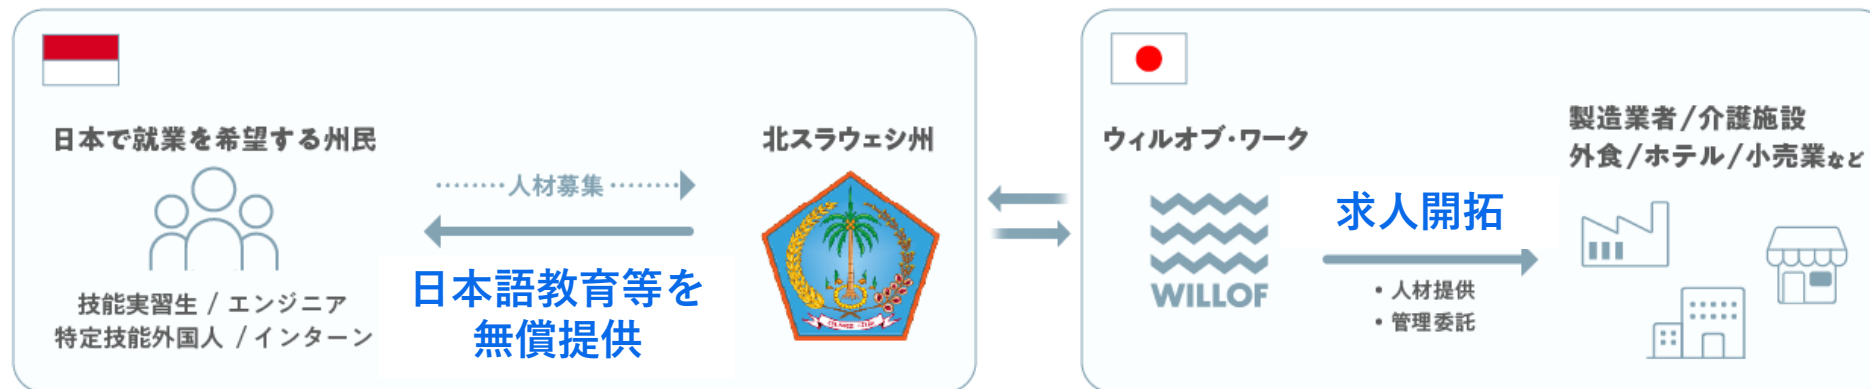 日本で就業を希望する州民
人材募集
日本語教育等を
無償提供
技能実習生 / エンジニア
特定技能外国人 / インターン
北スラウェシ州
ウィルオブ・ワーク
WILLOF
求人開拓
・人材提供
・管理委託
製造業者/介護施設
外食/ホテル/小売業など